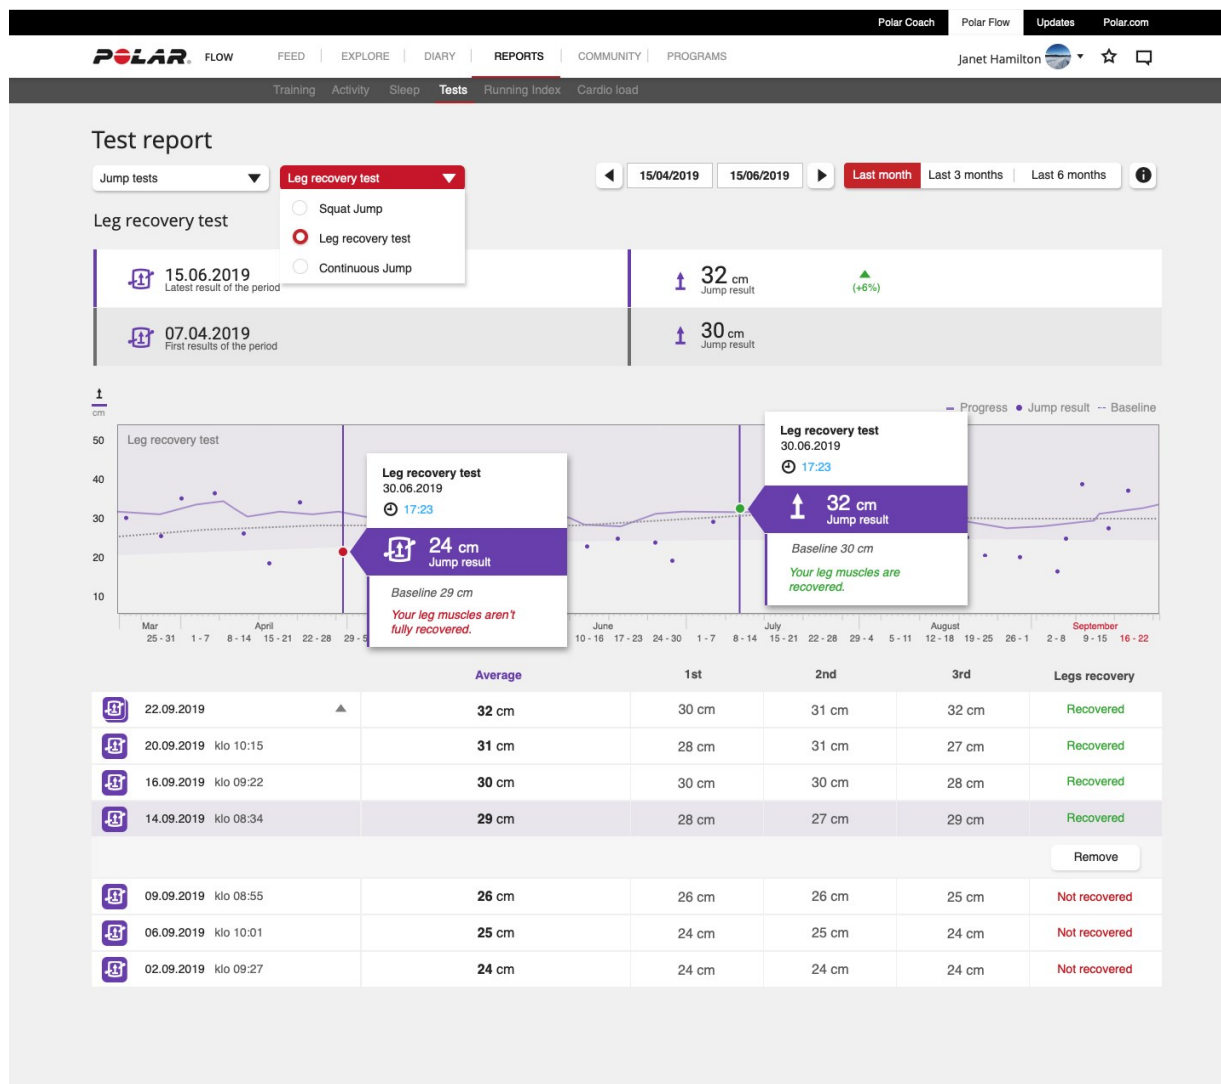 Polar Coach Polar Flow Updates Polar.com
POLAR. FLOW FEED EXPLORE DIARY REPORTS COMMUNITY PROGRAMS Janet Hamilton
Training Activity Sleep Tests Running Index Cardio load
Test report
Jump tests Leg recovery test 15/04/2019 15/06/2019 Last month Last 3 months Last 6 months
Squat Jump
Leg recovery test
Continuous Jump
Leg recovery test
15.06.2019 32 cm
Latest result of the period Jump result (+6%)
07.04.2019 30 cm
First results of the period Jump result
cm
Progress Jump result Baseline
50
40
30
20
10
Leg recovery test
Leg recovery test
30.06.2019
17:23
24 cm
Jump result
Baseline 29 cm
Your leg muscles aren't
fully recovered.
Leg recovery test
30.06.2019
17:23
32 cm
Jump result
Baseline 30 cm
Your leg muscles are
recovered.
Mar April June July August September
25 - 31 1 - 7 8 - 14 15 - 21 22 - 28 29 - 5 10 - 16 17 - 23 24 - 30 1 - 7 8 - 14 15 - 21 22 - 28 29 - 4 5 - 11 12 - 18 19 - 25 26 - 1 2 - 8 9 - 15 16 - 22
Average 1st 2nd 3rd Legs recovery
22.09.2019 32 cm 30 cm 31 cm 32 cm Recovered
20.09.2019 klo 10:15 31 cm 28 cm 31 cm 27 cm Recovered
16.09.2019 klo 09:22 30 cm 30 cm 30 cm 28 cm Recovered
14.09.2019 klo 08:34 29 cm 28 cm 27 cm 29 cm Recovered
Remove
09.09.2019 klo 08:55 26 cm 26 cm 26 cm 25 cm Not recovered
06.09.2019 klo 10:01 25 cm 24 cm 25 cm 24 cm Not recovered
02.09.2019 klo 09:27 24 cm 24 cm 24 cm 24 cm Not recovered